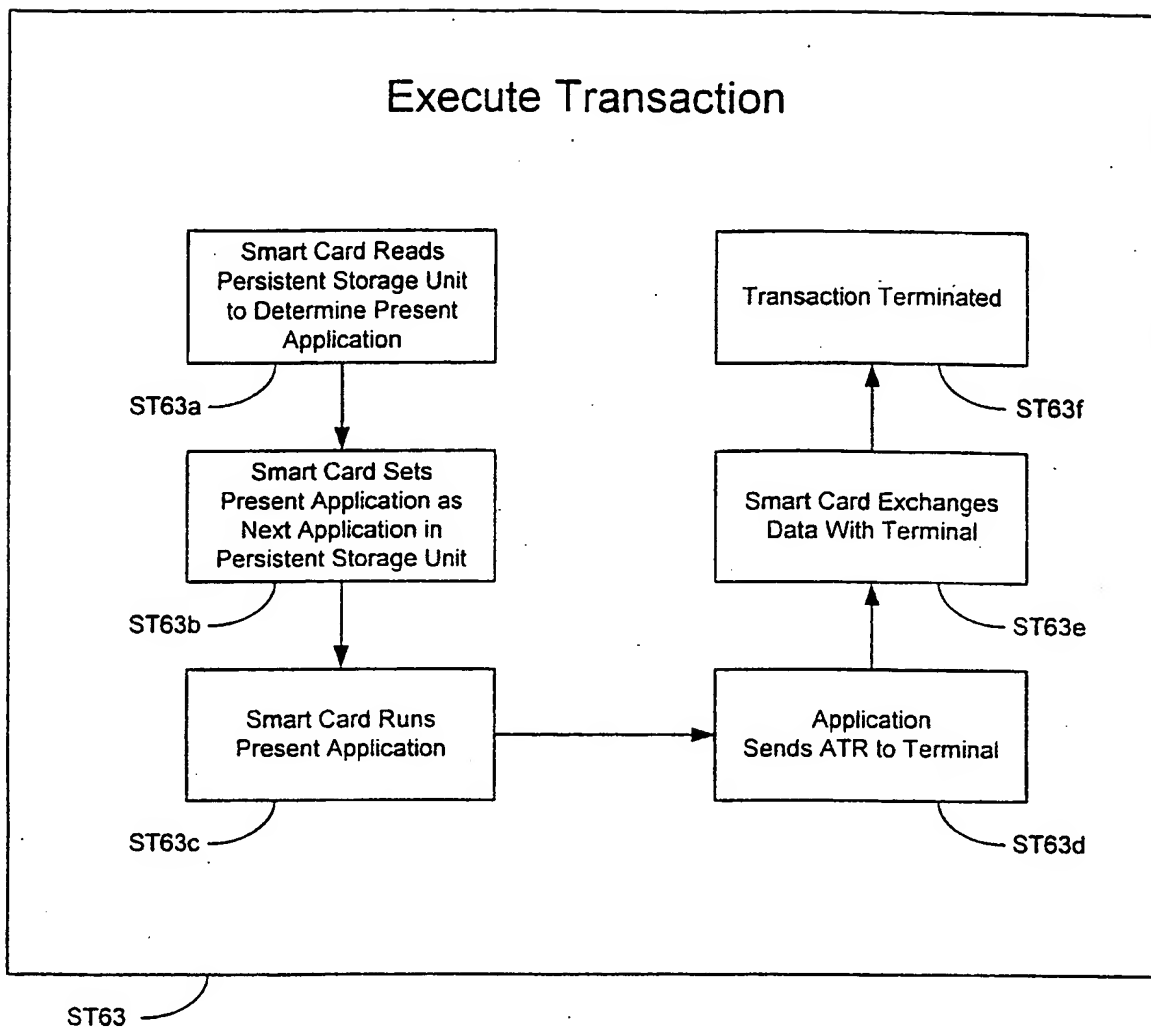 Execute Transaction
Smart Card Reads
Persistent Storage Unit
to Determine Present
Application
ST63a
Smart Card Sets
Present Application as
Next Application in
Persistent Storage Unit
ST63b
Smart Card Runs
Present Application
ST63c
Application
Sends ATR to Terminal
ST63d
Smart Card Exchanges
Data With Terminal
ST63e
Transaction Terminated
ST63f
ST63